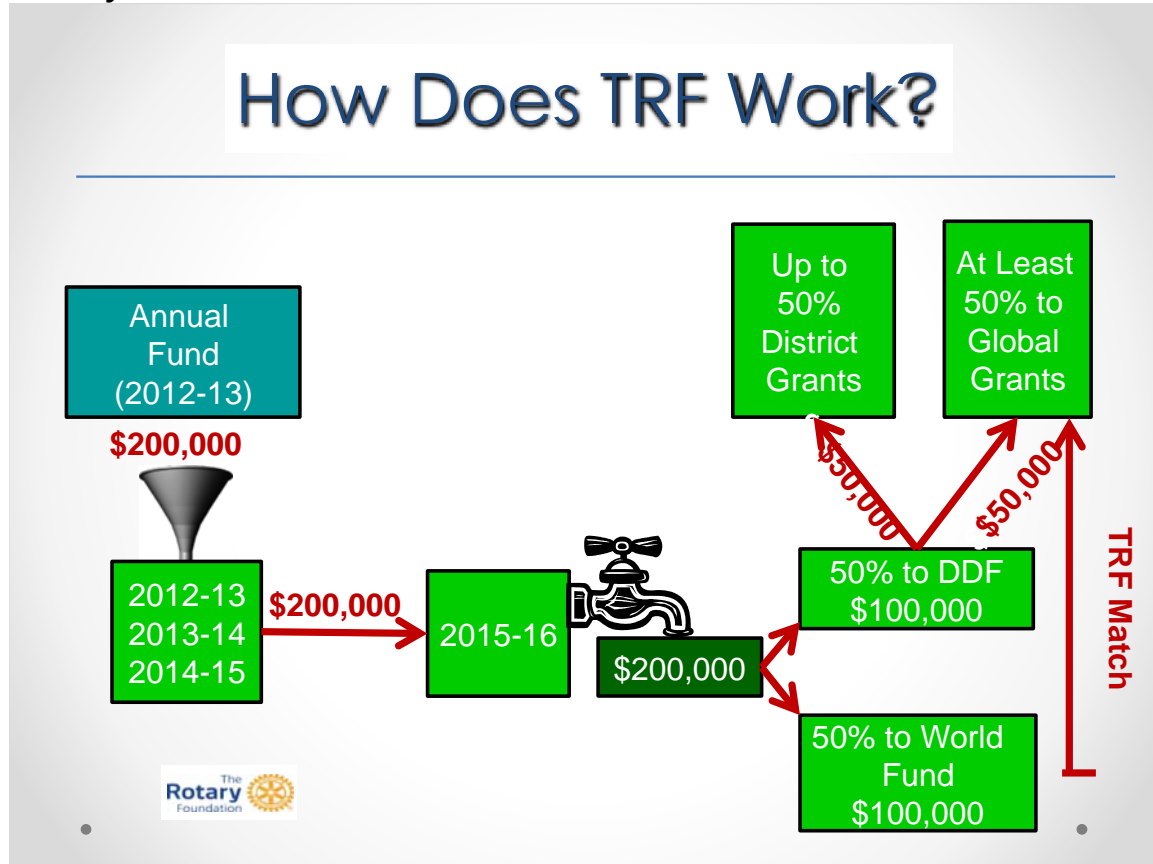 How Does TRF Work?
Annual
Fund
(2012-13)
$200,000
2012-13
2013-14
2014-15
$200,000
2015-16
$200,000
Up to
50%
District
Grants
At Least
50% to
Global
Grants
$50,000
$50,000
50% to DDF
$100,000
50% to World
Fund
$100,000
TRF Match
The
Rotary
Foundation